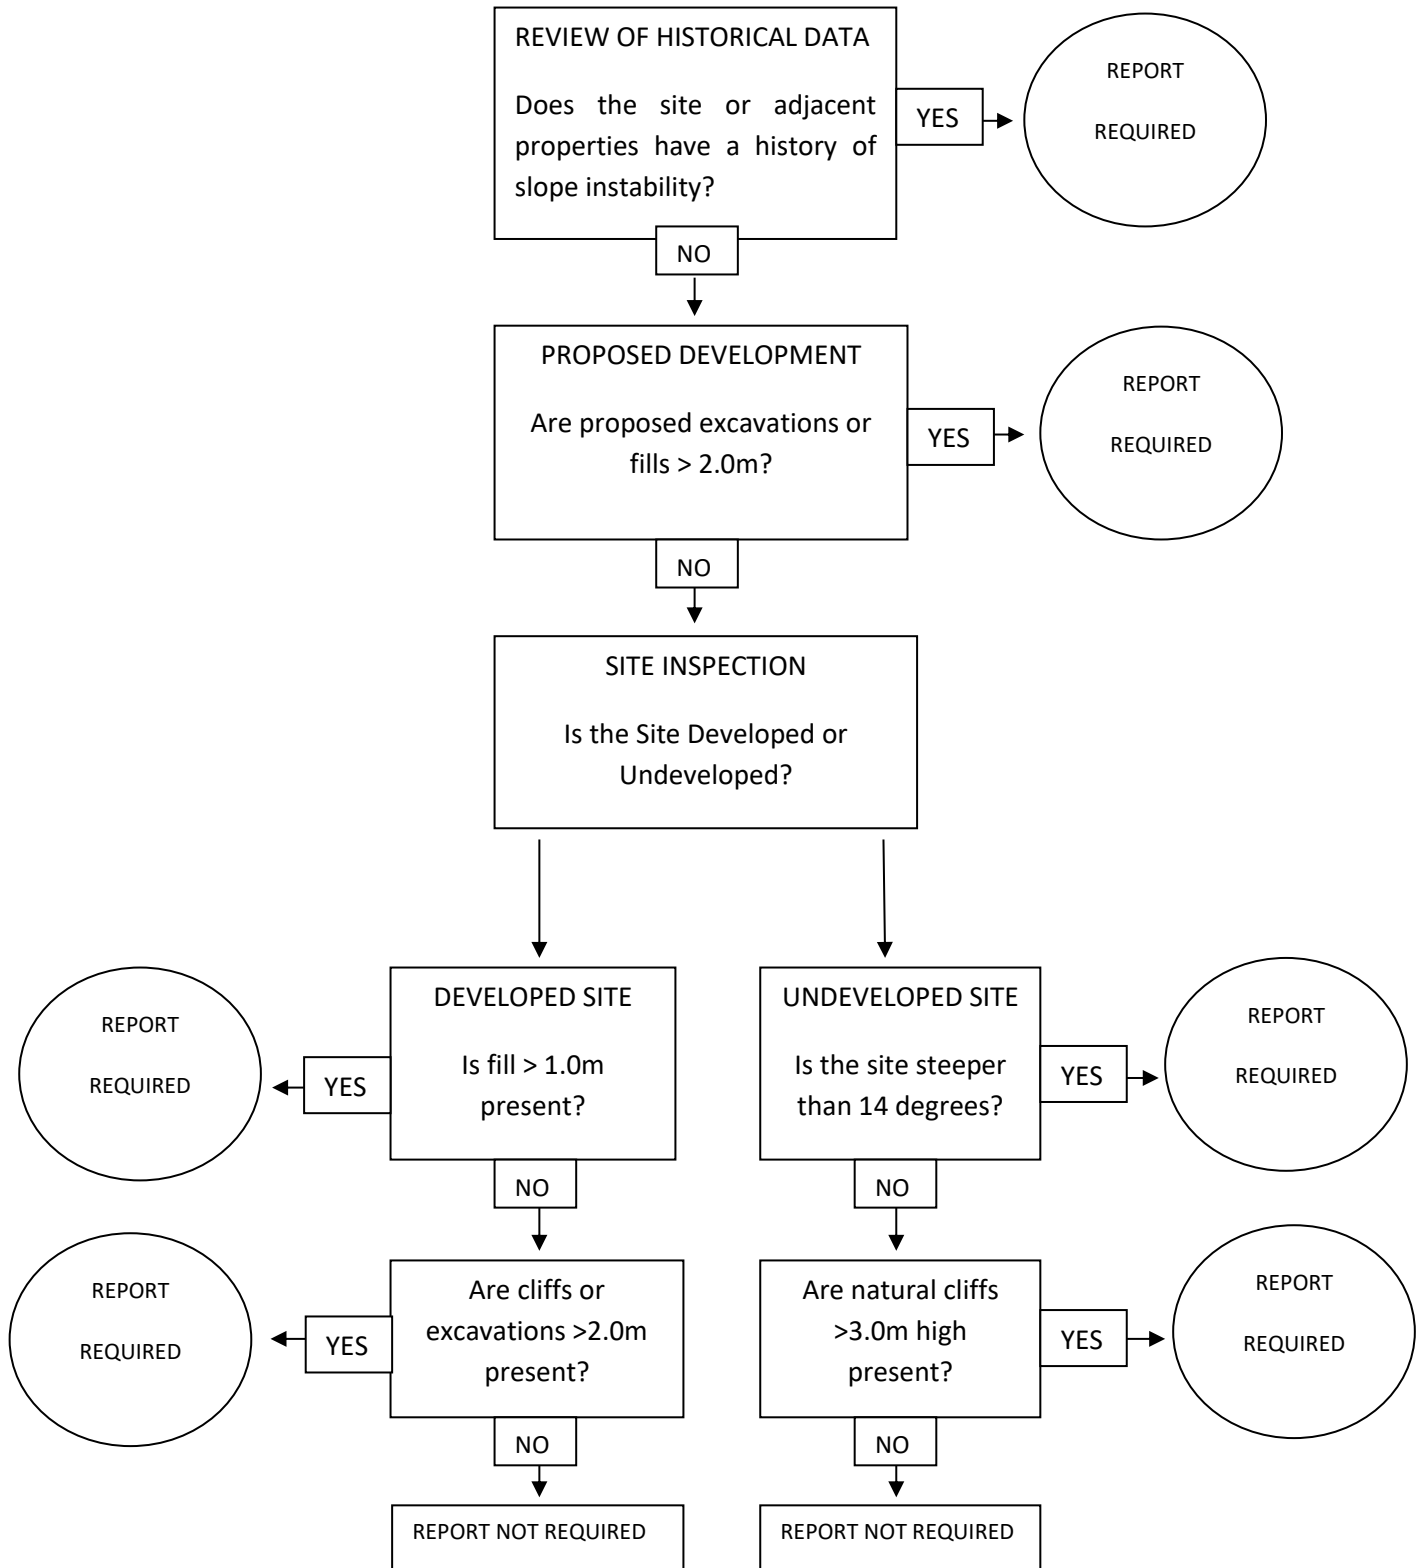 REVIEW OF HISTORICAL DATA
Does the site or adjacent
properties have a history of
slope instability?
YES
REPORT
REQUIRED
NO
PROPOSED DEVELOPMENT
Are proposed excavations or
fills > 2.0m?
YES
REPORT
REQUIRED
NO
SITE INSPECTION
Is the Site Developed or
Undeveloped?
DEVELOPED SITE
Is fill > 1.0m
present?
YES
REPORT
REQUIRED
NO
Are cliffs or
excavations >2.0m
present?
YES
REPORT
REQUIRED
NO
REPORT NOT REQUIRED
UNDEVELOPED SITE
Is the site steeper
than 14 degrees?
YES
REPORT
REQUIRED
NO
Are natural cliffs
>3.0m high
present?
YES
REPORT
REQUIRED
NO
REPORT NOT REQUIRED